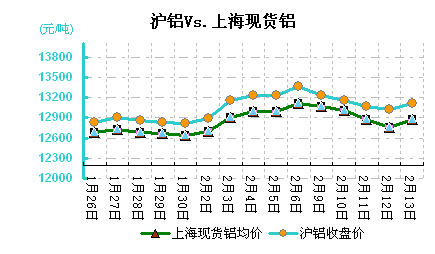 沪铝Vs.上海现货铝
(元/吨)
13800
13500
13200
12900
12600
12300
12000
1月26日
1月27日
1月28日
1月29日
1月30日
2月2日
2月3日
2月4日
2月5日
2月6日
2月9日
2月10日
2月11日
2月12日
2月13日
上海现货铝均价
沪铝收盘价